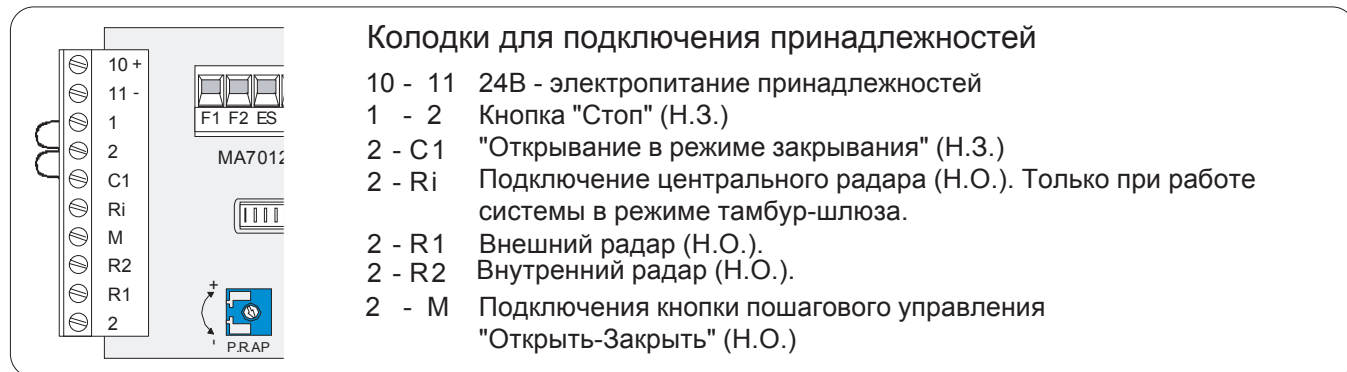 10 +
11 -
1
2
C1
Ri
M
R2
R1
2
F1 F2 ES
MA7012
+
-
P.R.AP
Колодки для подключения принадлежностей
10 - 11 24В - электропитание принадлежностей
1 - 2 Кнопка "Стоп" (Н.З.)
2 - C1 "Открывание в режиме закрывания" (Н.З.)
2 - Ri Подключение центрального радара (Н.О.). Только при работе
системы в режиме тамбур-шлюза.
2 - R1 Внешний радар (Н.О.).
2 - R2 Внутренний радар (Н.О.).
2 - M Подключения кнопки пошагового управления
"Открыть-Закрыть" (Н.О.)